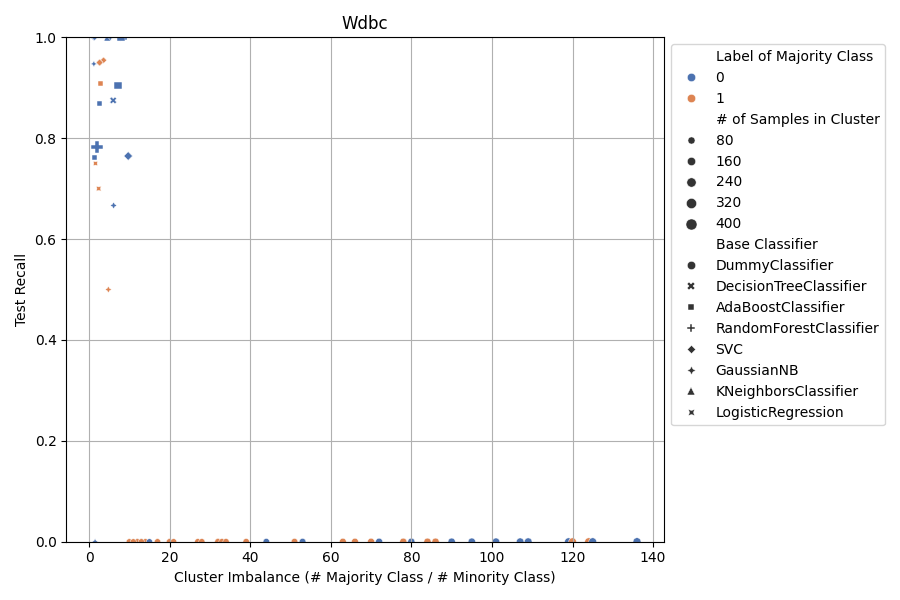 Wdbc
1.0
0.8
0.6
0.4
0.2
0.0
Test Recall
0 20 40 60 80 100 120 140
Cluster Imbalance (# Majority Class / # Minority Class)
Label of Majority Class
0
1
# of Samples in Cluster
80
160
240
320
400
Base Classifier
DummyClassifier
DecisionTreeClassifier
AdaBoostClassifier
RandomForestClassifier
SVC
GaussianNB
KNeighborsClassifier
LogisticRegression